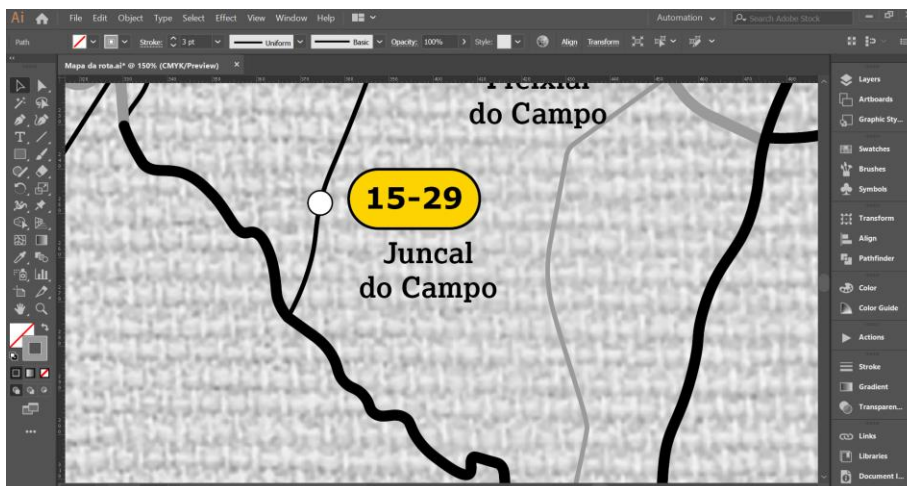 Ai File Edit Object Type Select Effect View Window Help Automation Search Adobe Stock
Path Stroke: 3 pt Uniform Basic Opacity: 100% Style: Align Transform
Mapa da rota.ai* @ 150% (CMYK/Preview) ×
Freixial
do Campo
15-29
Juncal
do Campo
Layers
Artboards
Graphic Sty...
Swatches
Brushes
Symbols
Transform
Align
Pathfinder
Color
Color Guide
Actions
Stroke
Gradient
Transparen...
Links
Libraries
Document I...